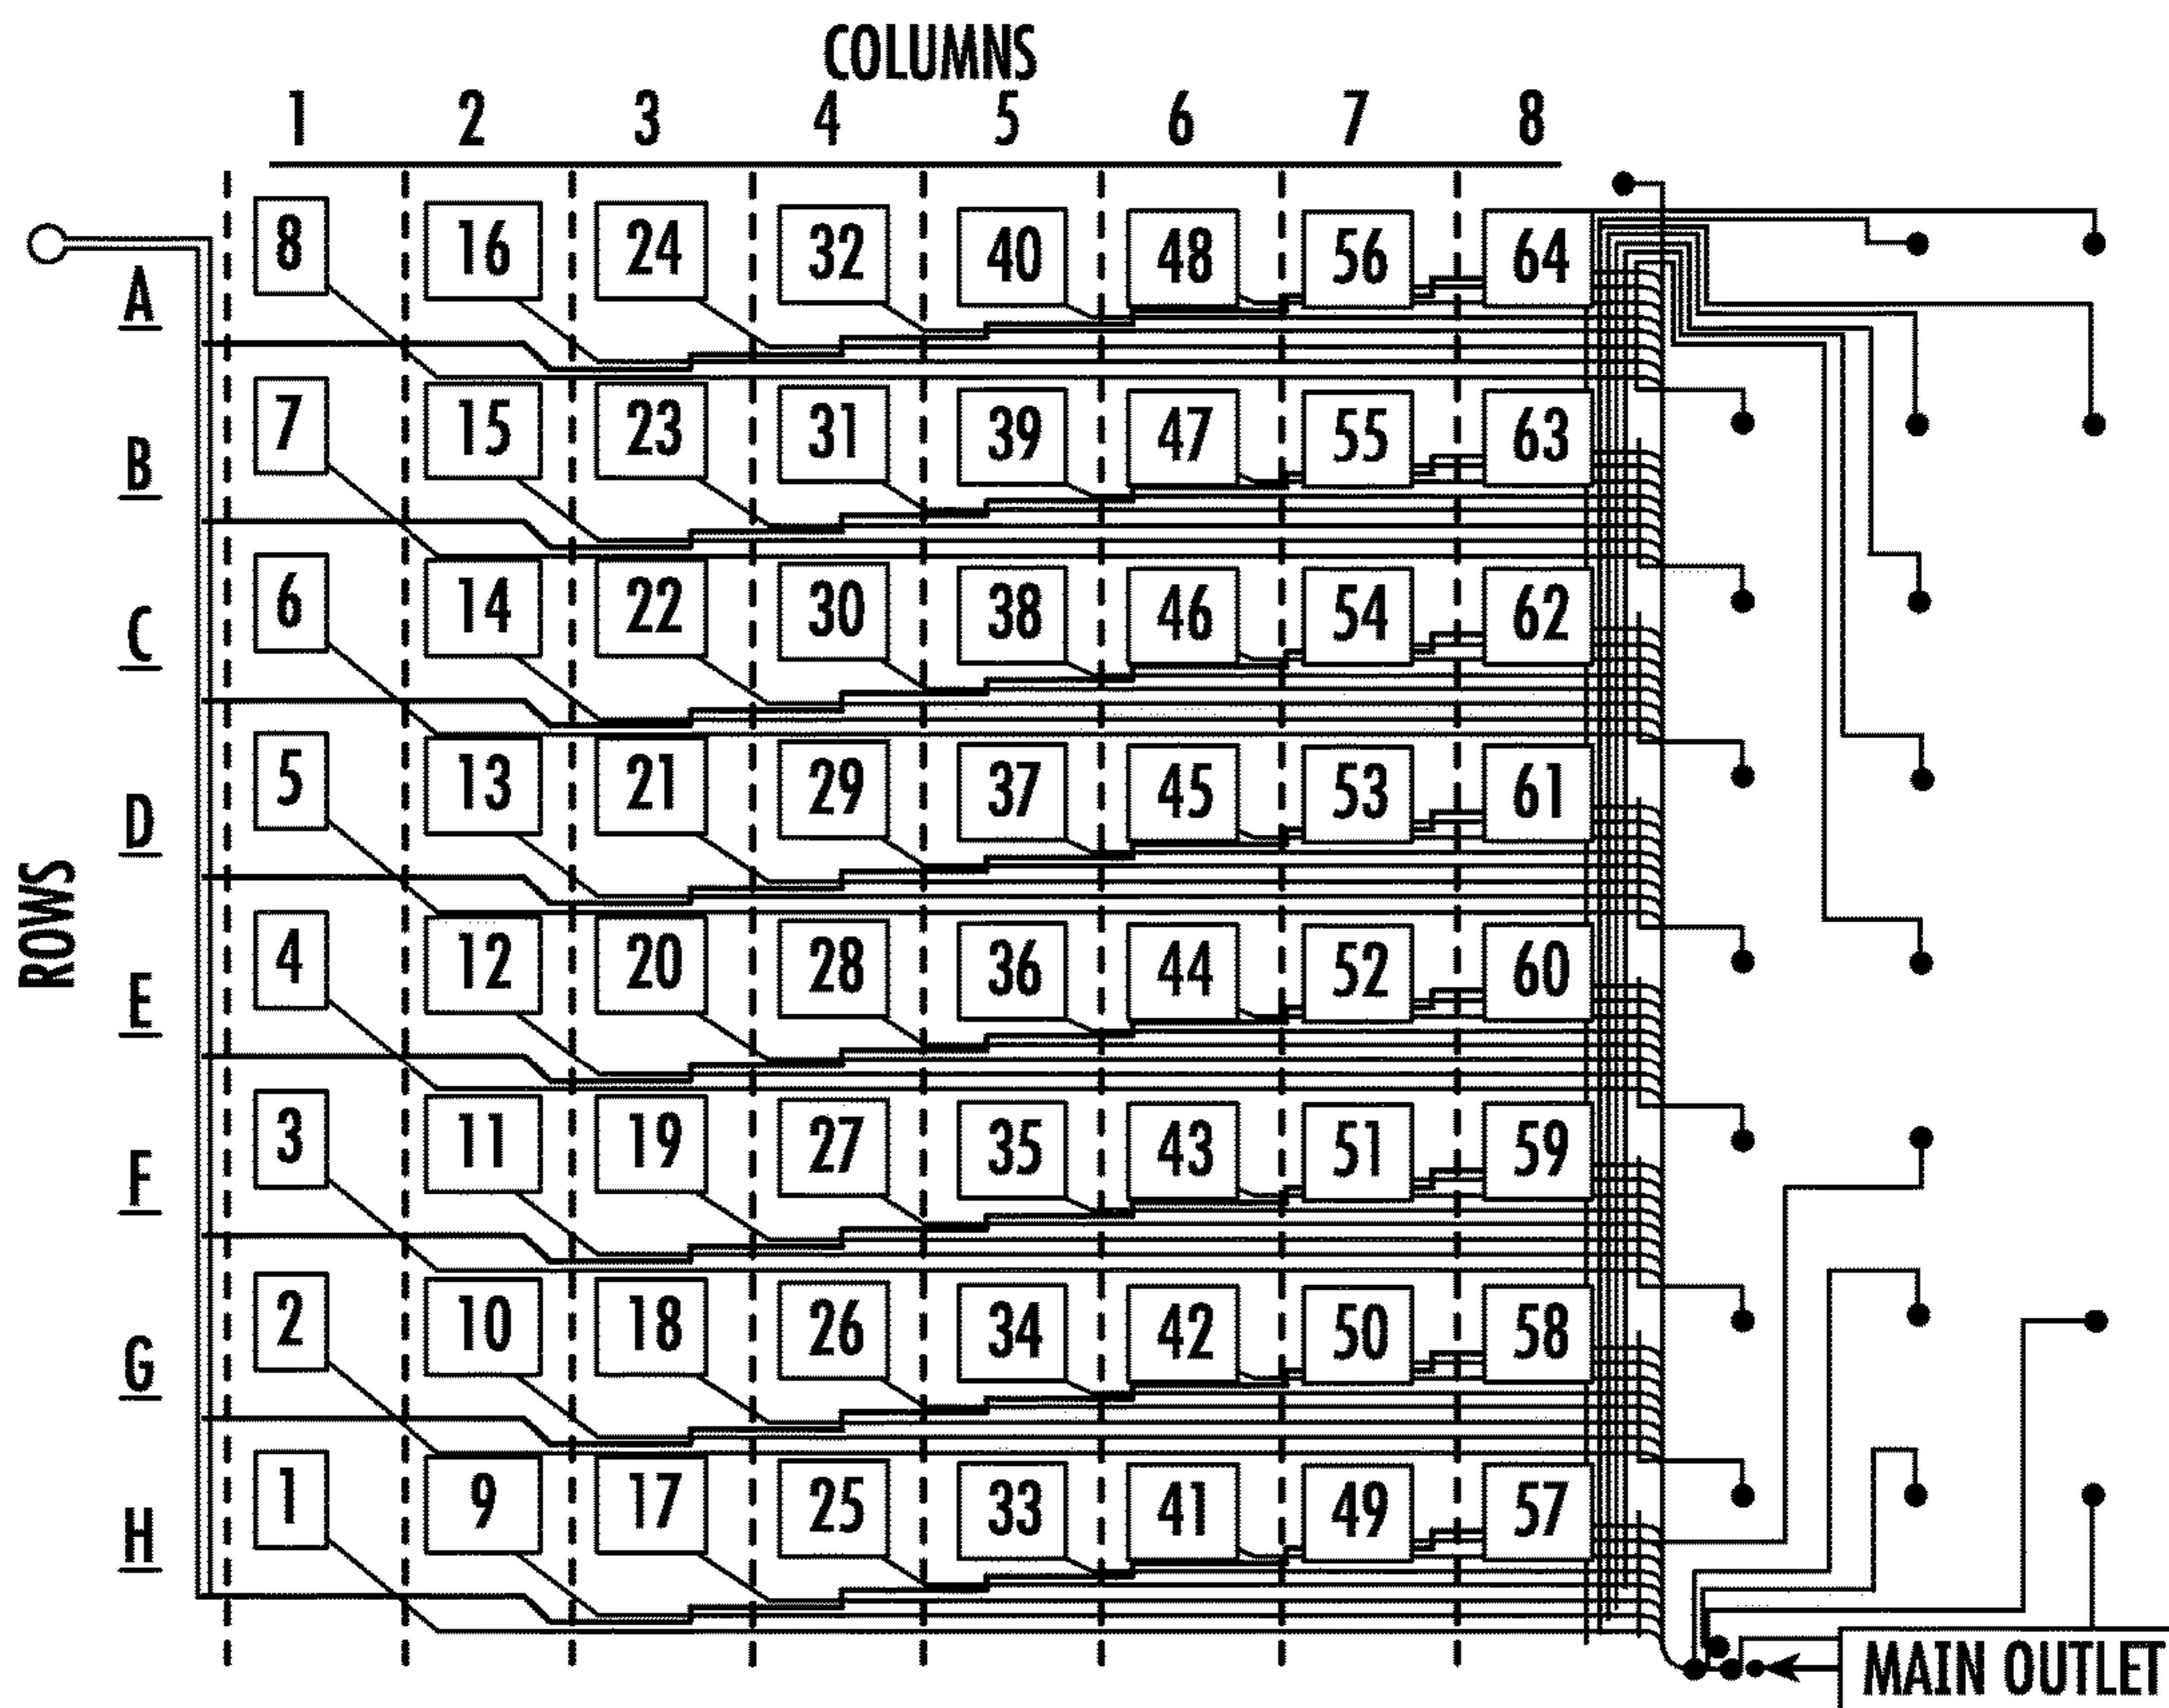 COLUMNS
1 2 3 4 5 6 7 8
A 8 16 24 32 40 48 56 64
B 7 15 23 31 39 47 55 63
C 6 14 22 30 38 46 54 62
D 5 13 21 29 37 45 53 61
ROWS
E 4 12 20 28 36 44 52 60
F 3 11 19 27 35 43 51 59
G 2 10 18 26 34 42 50 58
H 1 9 17 25 33 41 49 57
MAIN OUTLET